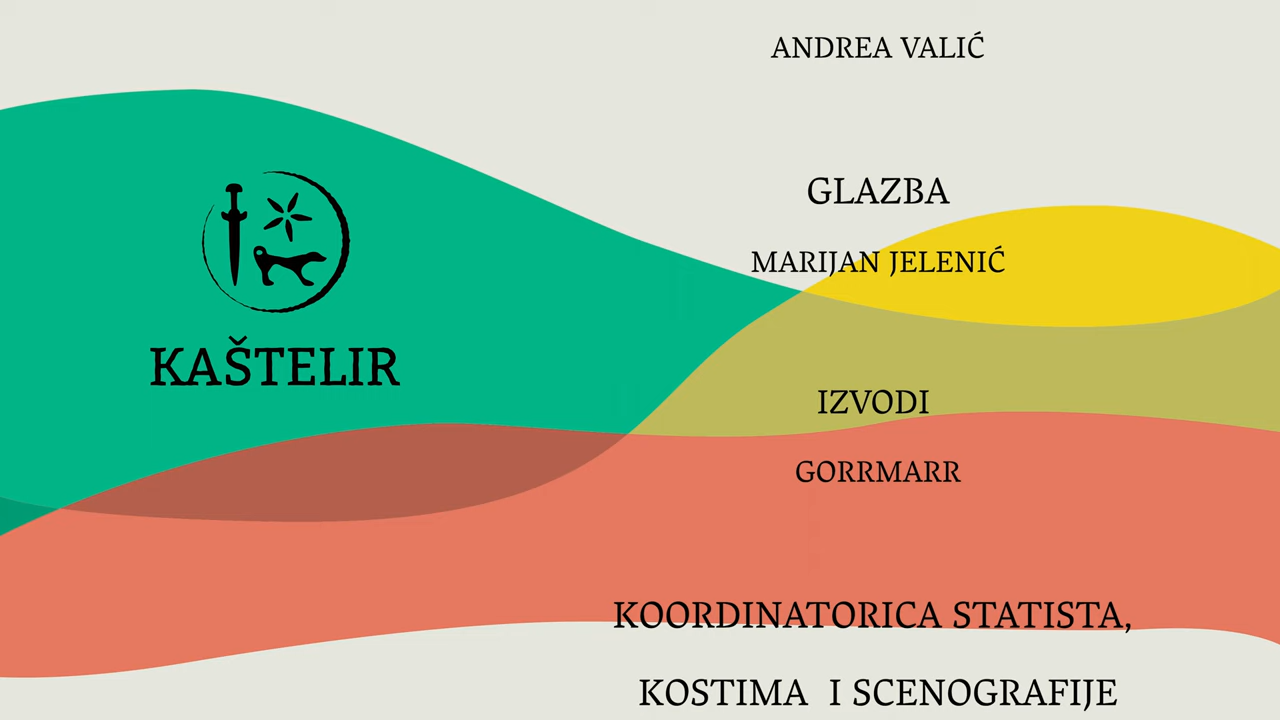 KAŠTELIR
ANDREA VALIĆ
GLAZBA
MARIJAN JELENIĆ
IZVODI
GORRMARR
KOORDINATORICA STATISTA,
KOSTIMA I SCENOGRAFIJE